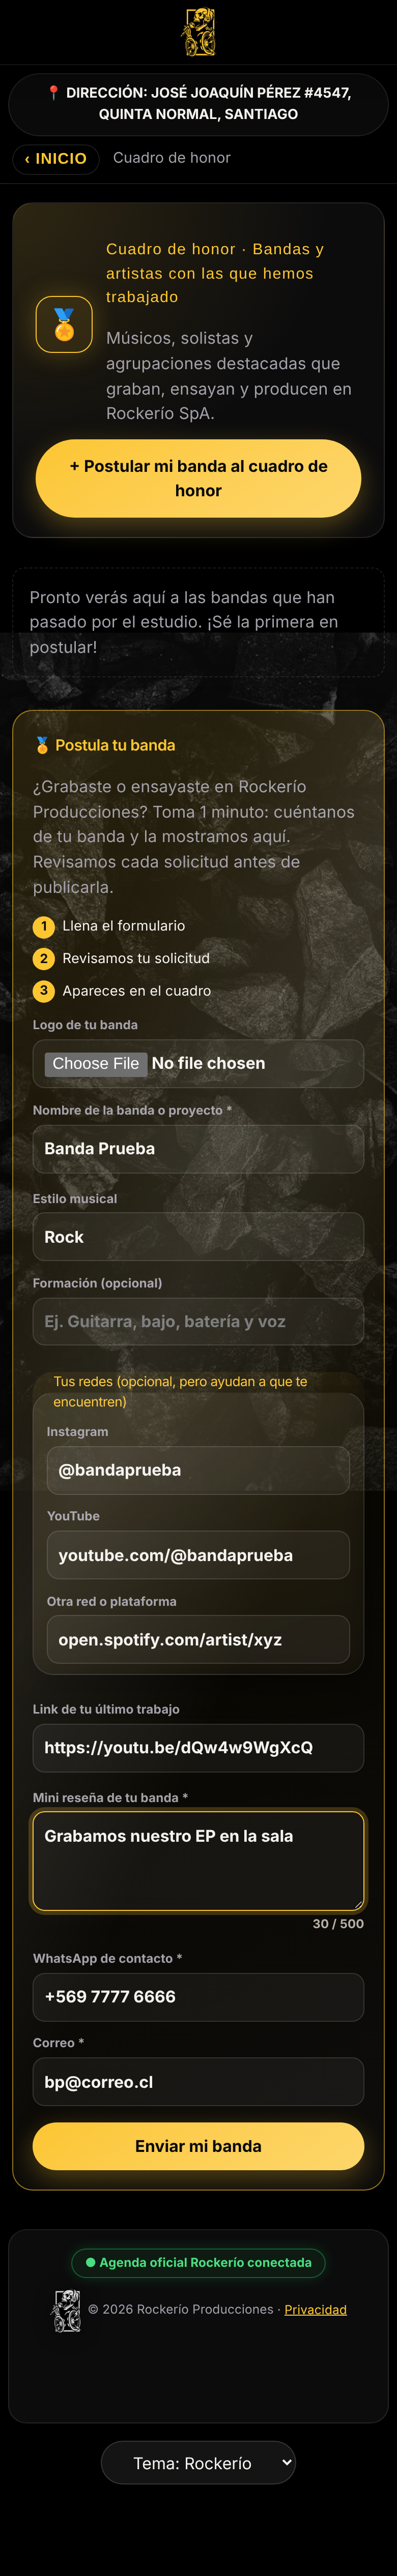 📍 DIRECCIÓN: JOSÉ JOAQUÍN PÉREZ #4547,
QUINTA NORMAL, SANTIAGO
‹ INICIO
Cuadro de honor
Cuadro de honor · Bandas y
artistas con las que hemos
trabajado
Músicos, solistas y
agrupaciones destacadas que
graban, ensayan y producen en
Rockerío SpA.
+ Postular mi banda al cuadro de
honor
Pronto verás aquí a las bandas que han
pasado por el estudio. ¡Sé la primera en
postular!
🏅 Postula tu banda
¿Grabaste o ensayaste en Rockerío
Producciones? Toma 1 minuto: cuéntanos
de tu banda y la mostramos aquí.
Revisamos cada solicitud antes de
publicarla.
1 Llena el formulario
2 Revisamos tu solicitud
3 Apareces en el cuadro
Logo de tu banda
Choose File No file chosen
Nombre de la banda o proyecto *
Banda Prueba
Estilo musical
Rock
Formación (opcional)
Ej. Guitarra, bajo, batería y voz
Tus redes (opcional, pero ayudan a que te
encuentren)
Instagram
@bandaprueba
YouTube
youtube.com/@bandaprueba
Otra red o plataforma
open.spotify.com/artist/xyz
Link de tu último trabajo
https://youtu.be/dQw4w9WgXcQ
Mini reseña de tu banda *
Grabamos nuestro EP en la sala
30 / 500
WhatsApp de contacto *
+569 7777 6666
Correo *
bp@correo.cl
Enviar mi banda
● Agenda oficial Rockerío conectada
© 2026 Rockerío Producciones · Privacidad
Tema: Rockerío